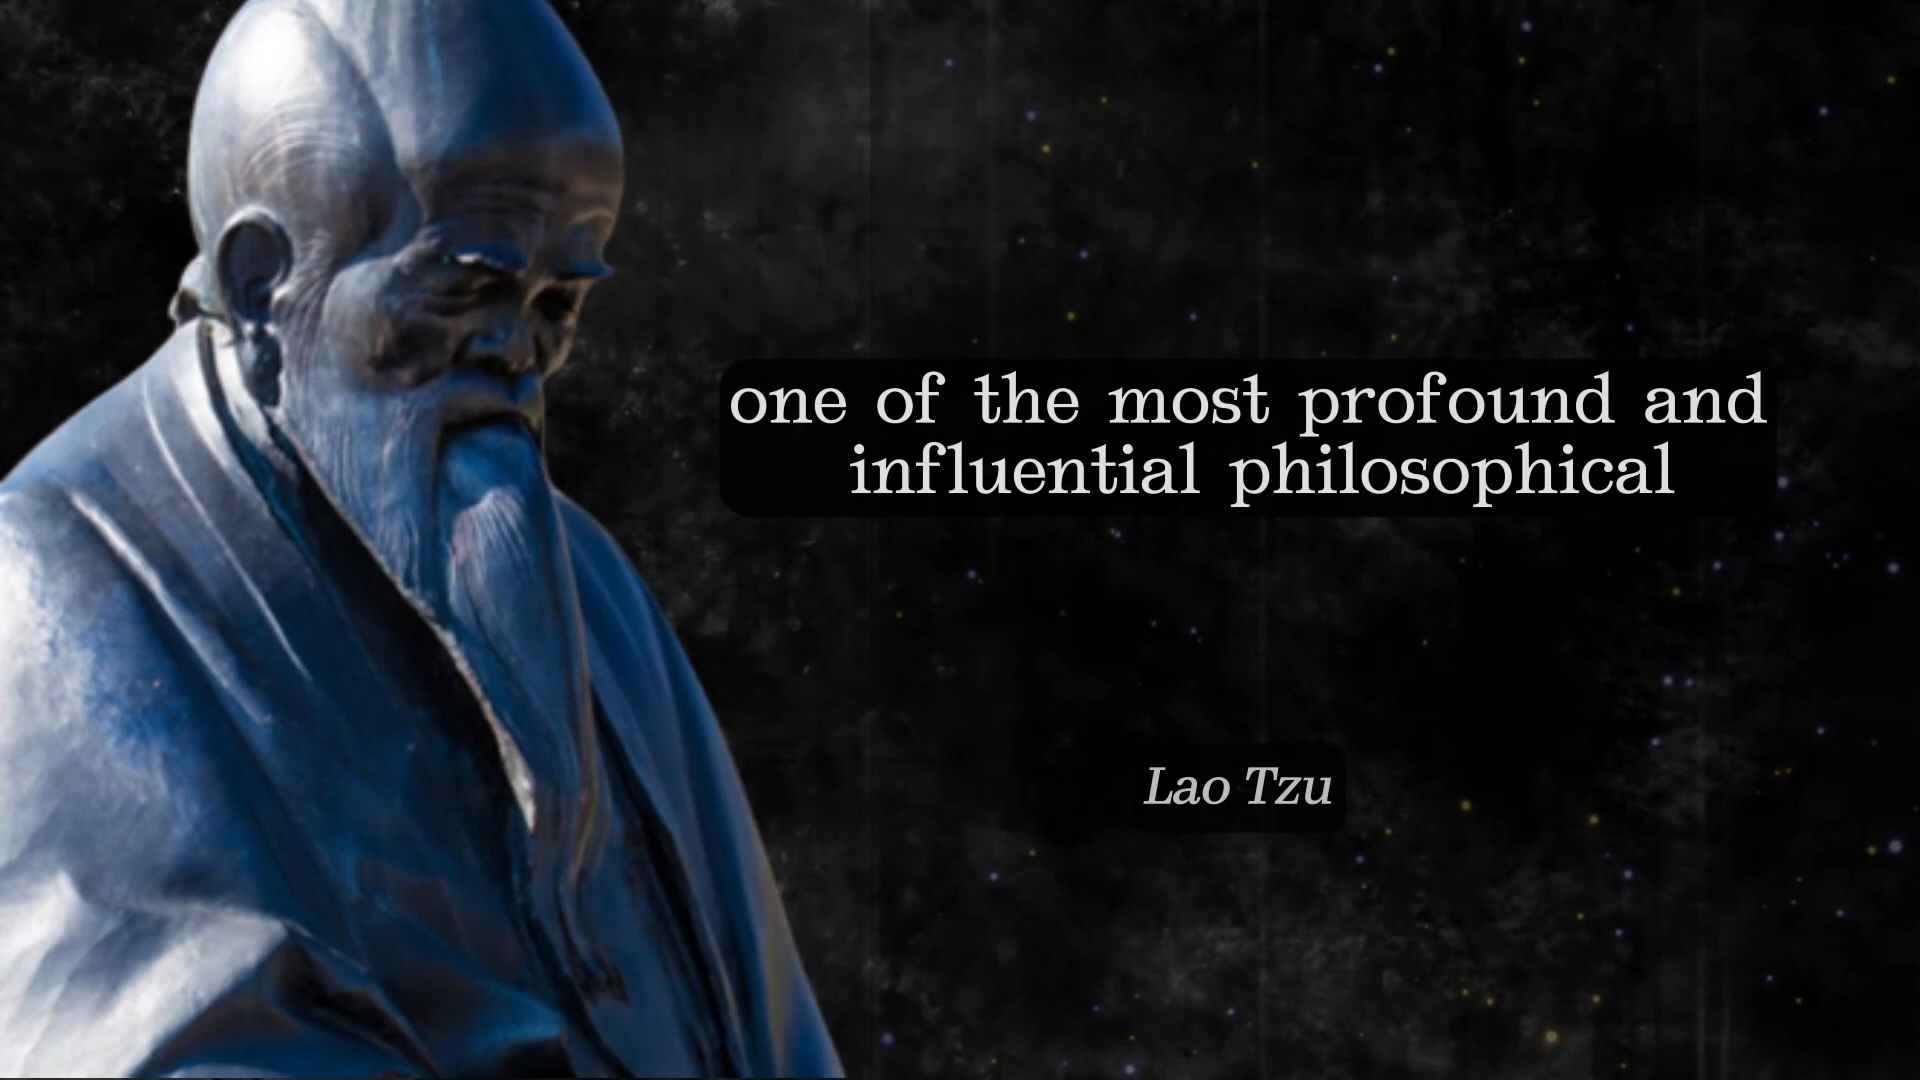 one of the most profound and
influential philosophical
Lao Tzu